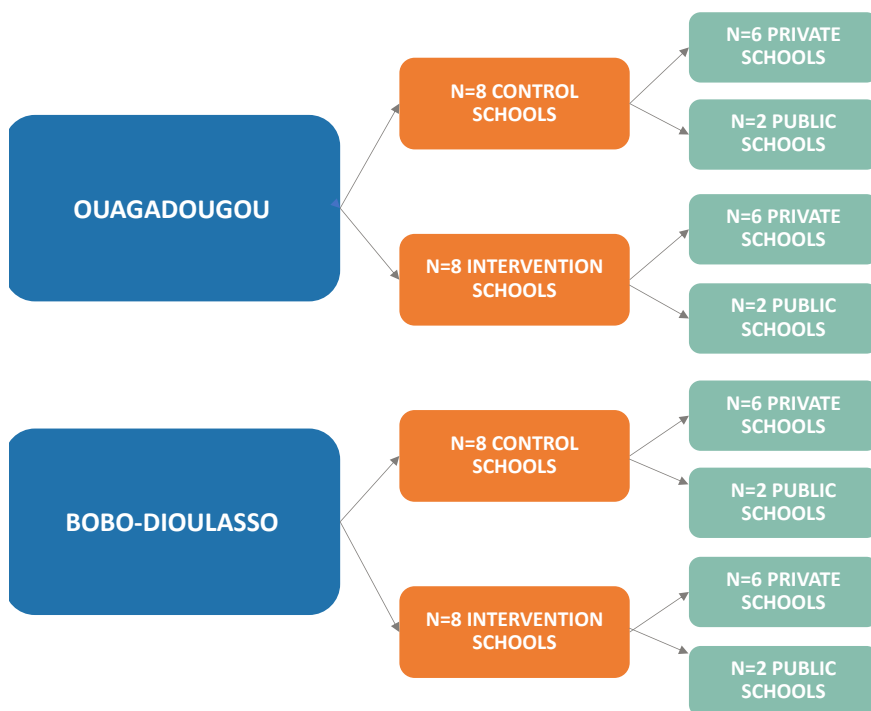 OUAGADOUGOU
N=8 CONTROL
SCHOOLS
N=6 PRIVATE
SCHOOLS
N=2 PUBLIC
SCHOOLS
N=8 INTERVENTION
SCHOOLS
N=6 PRIVATE
SCHOOLS
N=2 PUBLIC
SCHOOLS
BOBO-DIOULASSO
N=8 CONTROL
SCHOOLS
N=6 PRIVATE
SCHOOLS
N=2 PUBLIC
SCHOOLS
N=8 INTERVENTION
SCHOOLS
N=6 PRIVATE
SCHOOLS
N=2 PUBLIC
SCHOOLS